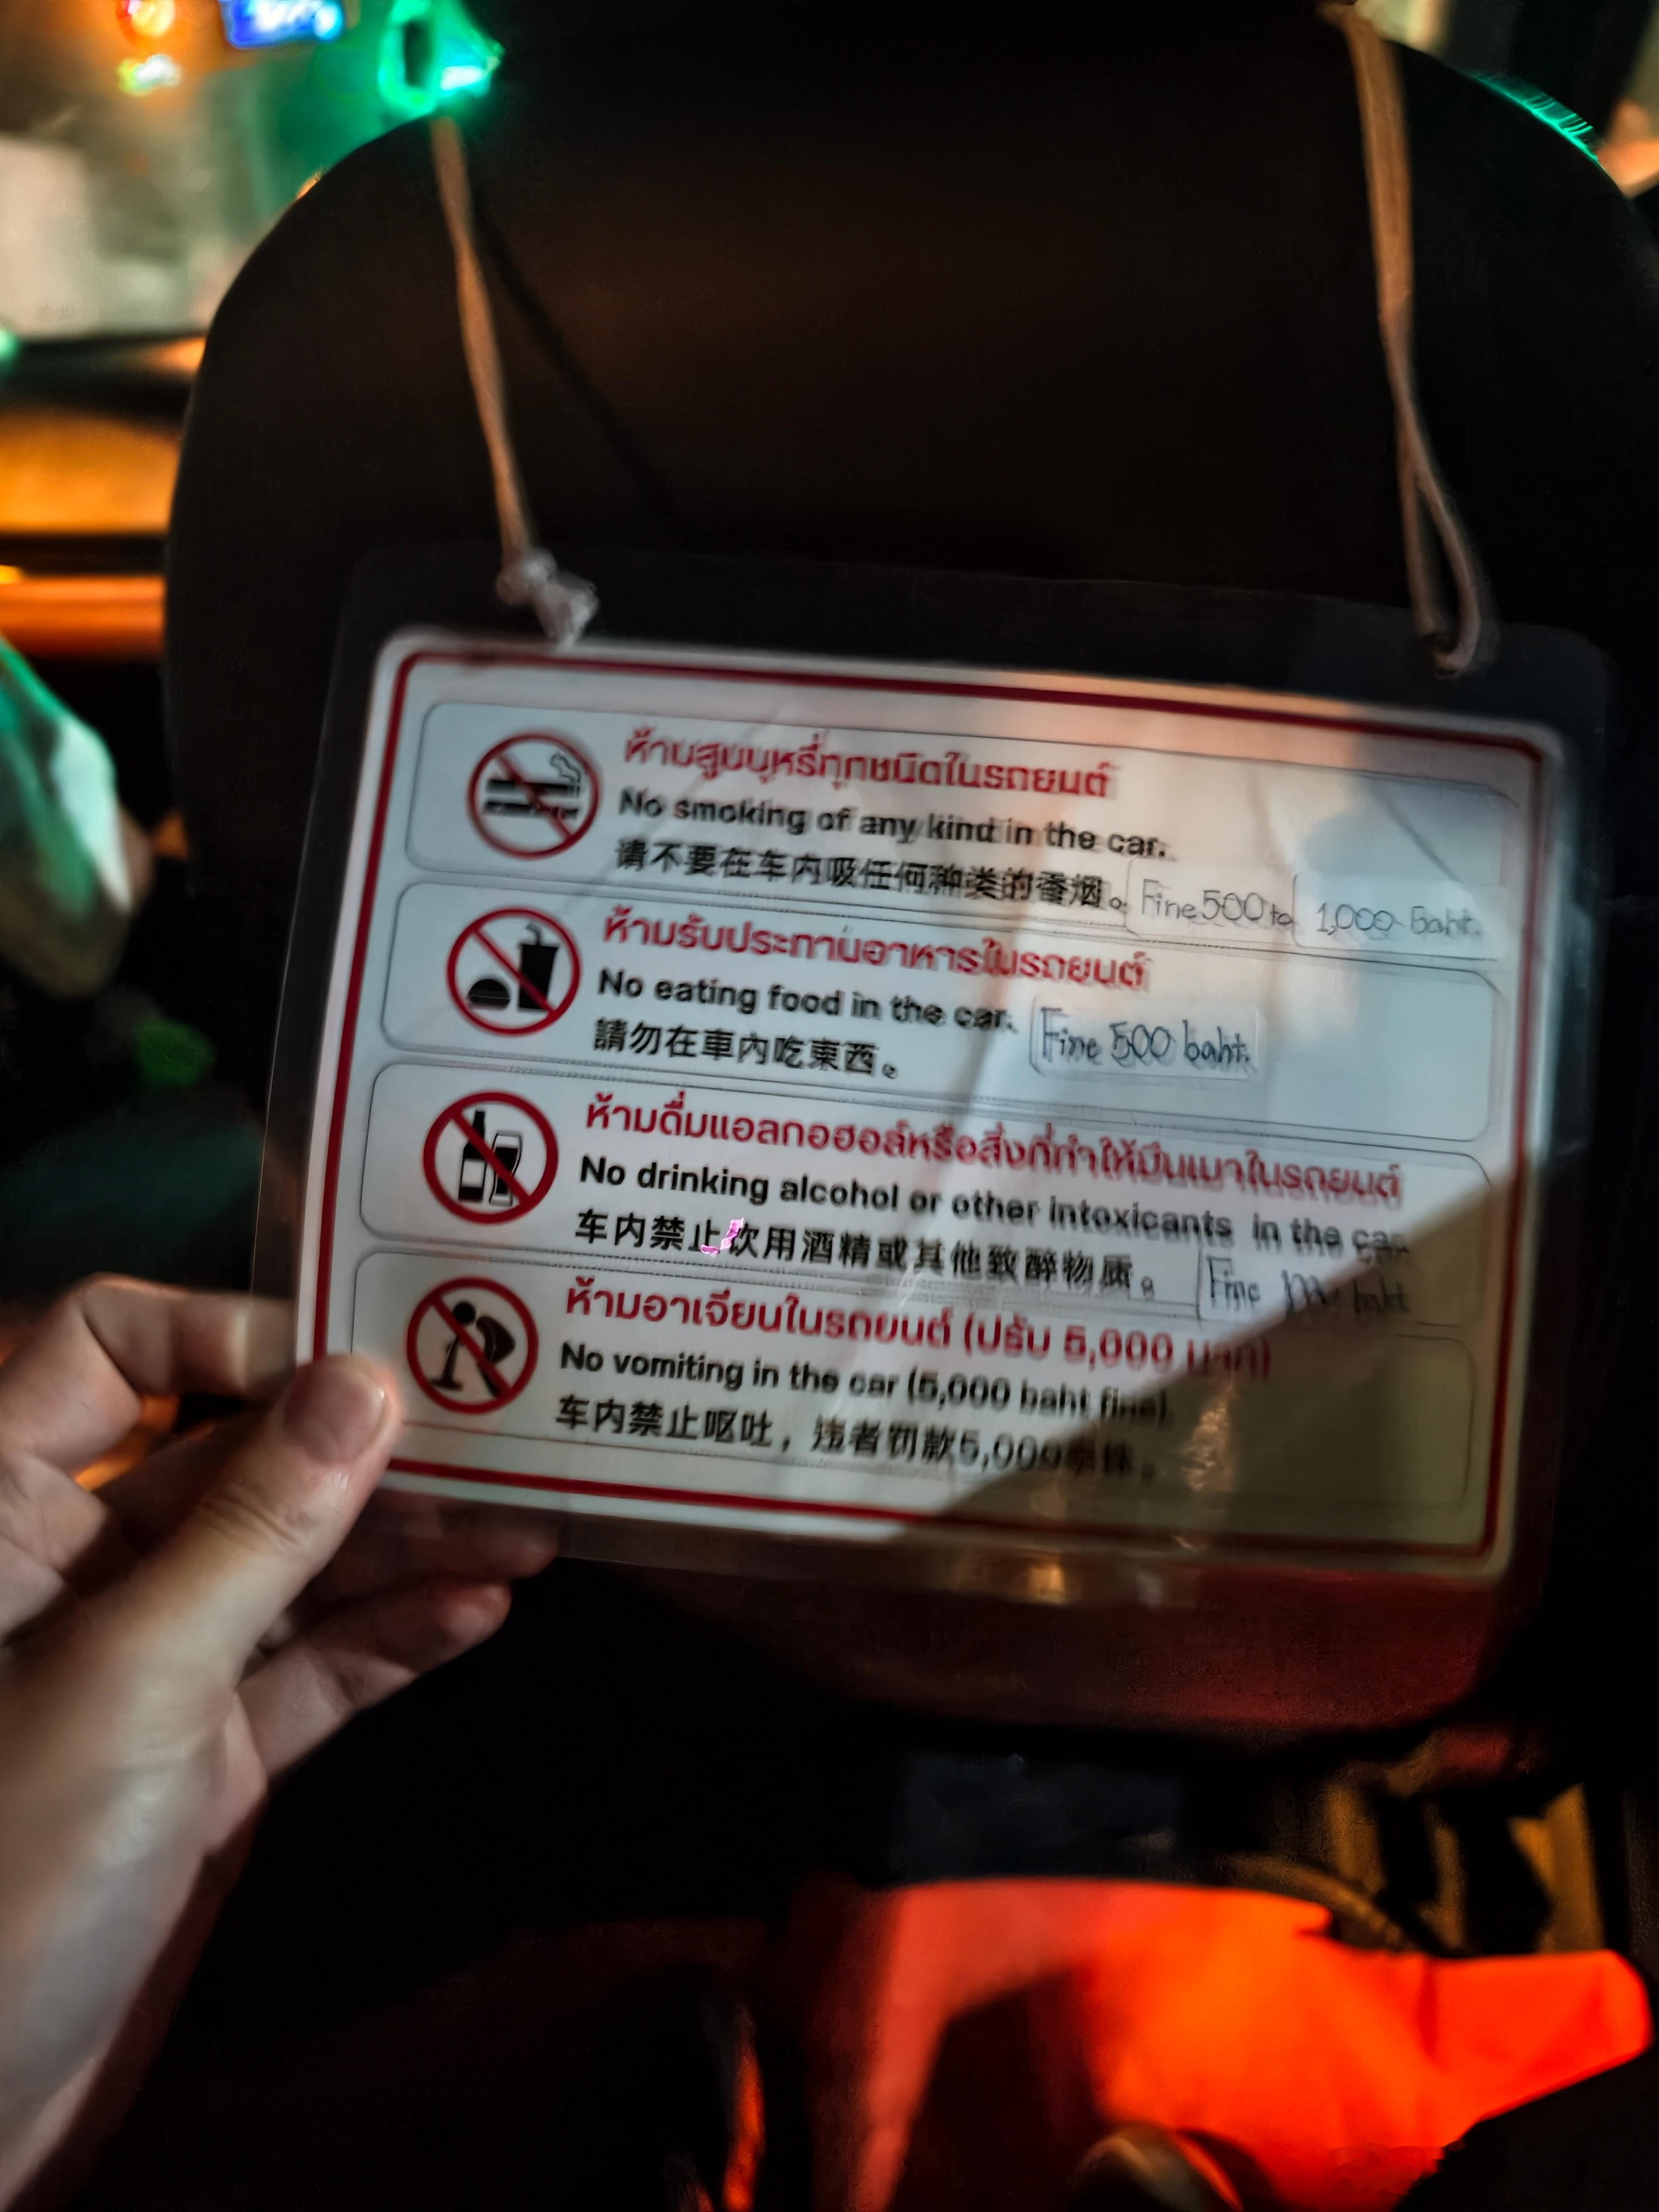 ห้ามสูบบุหรี่ทุกชนิดในรถยนต์
No smoking of any kind in the car.
请不要在车内吸任何种类的香烟。 Fine 500 to 1,000 baht.
ห้ามรับประทานอาหารในรถยนต์
No eating food in the car. Fine 500 baht.
請勿在車內吃東西。
ห้ามดื่มแอลกอฮอล์หรือสิ่งที่ทำให้มึนเมาในรถยนต์
No drinking alcohol or other intoxicants in the car.
车内禁止饮用酒精或其他致醉物质。 Fine baht
ห้ามอาเจียนในรถยนต์ (ปรับ 5,000 บาท)
No vomiting in the car (5,000 baht fine).
车内禁止呕吐，违者罚款5,000泰铢。